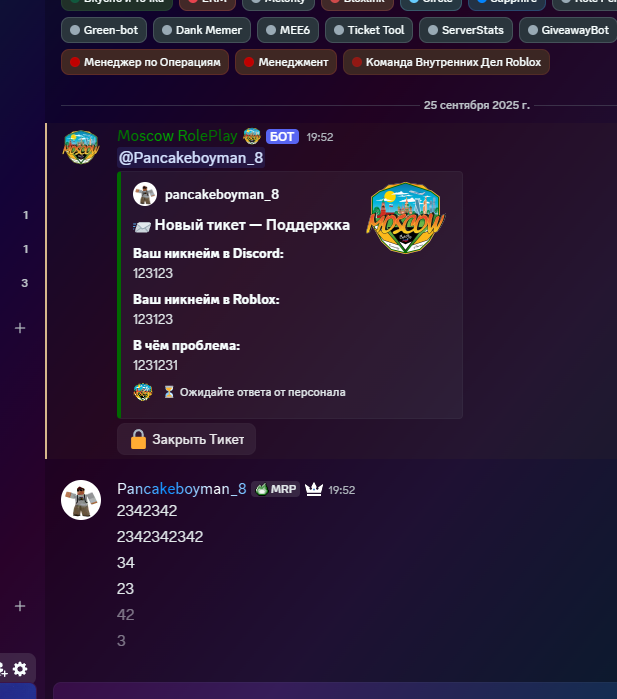 Green-bot Dank Memer MEE6 Ticket Tool ServerStats GiveawayBot
Менеджер по Операциям Менеджмент Команда Внутренних Дел Roblox
25 сентября 2025 г.
Moscow RolePlay БОТ 19:52
@Pancakeboyman_8
pancakeboyman_8
Новый тикет — Поддержка
MOSCOW
Ваш никнейм в Discord:
123123
Ваш никнейм в Roblox:
123123
В чём проблема:
1231231
Ожидайте ответа от персонала
Закрыть Тикет
1
1
3
Pancakeboyman_8 MRP 19:52
2342342
2342342342
34
23
42
3